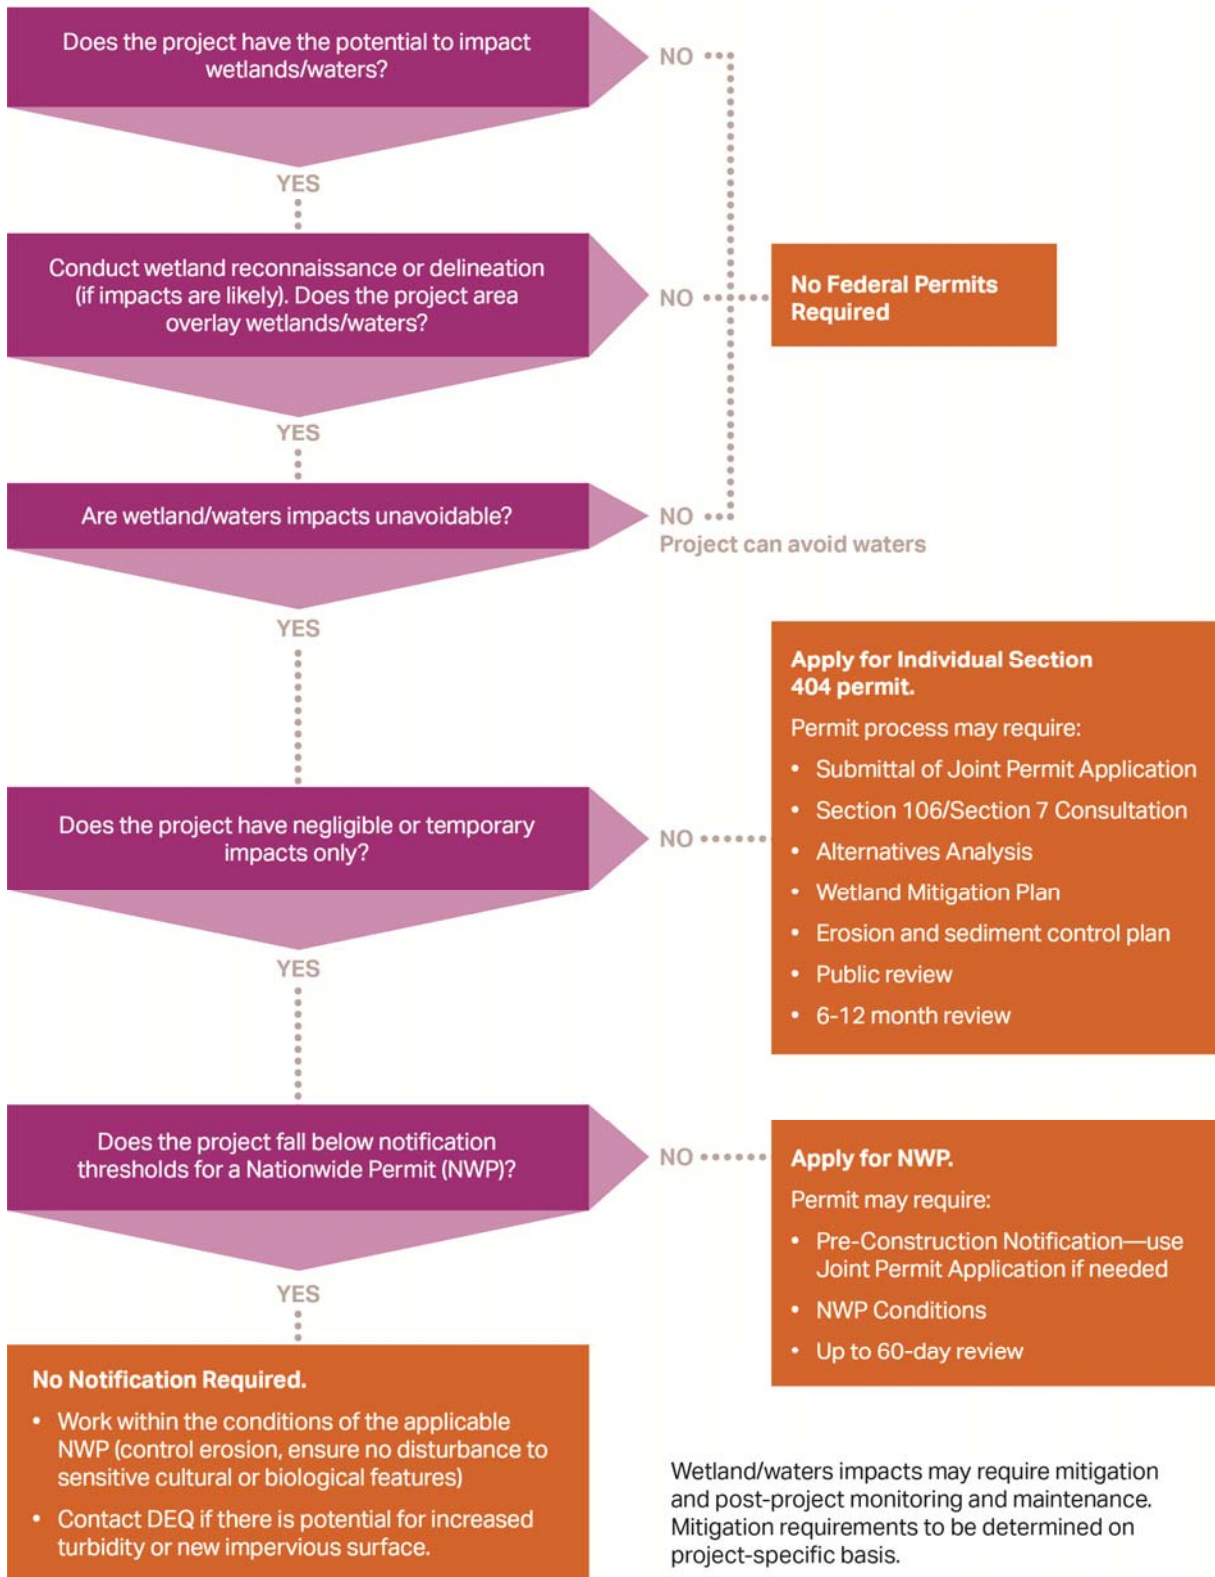 Does the project have the potential to impact
wetlands/waters?
NO
YES
Conduct wetland reconnaissance or delineation
(if impacts are likely). Does the project area
overlay wetlands/waters?
NO
No Federal Permits
Required
YES
Are wetland/waters impacts unavoidable?
NO
Project can avoid waters
YES
Does the project have negligible or temporary
impacts only?
NO
Apply for Individual Section
404 permit.
Permit process may require:
• Submittal of Joint Permit Application
• Section 106/Section 7 Consultation
• Alternatives Analysis
• Wetland Mitigation Plan
• Erosion and sediment control plan
• Public review
• 6-12 month review
YES
Does the project fall below notification
thresholds for a Nationwide Permit (NWP)?
NO
Apply for NWP.
Permit may require:
• Pre-Construction Notification—use
Joint Permit Application if needed
• NWP Conditions
• Up to 60-day review
YES
No Notification Required.
• Work within the conditions of the applicable
NWP (control erosion, ensure no disturbance to
sensitive cultural or biological features)
• Contact DEQ if there is potential for increased
turbidity or new impervious surface.
Wetland/waters impacts may require mitigation
and post-project monitoring and maintenance.
Mitigation requirements to be determined on
project-specific basis.